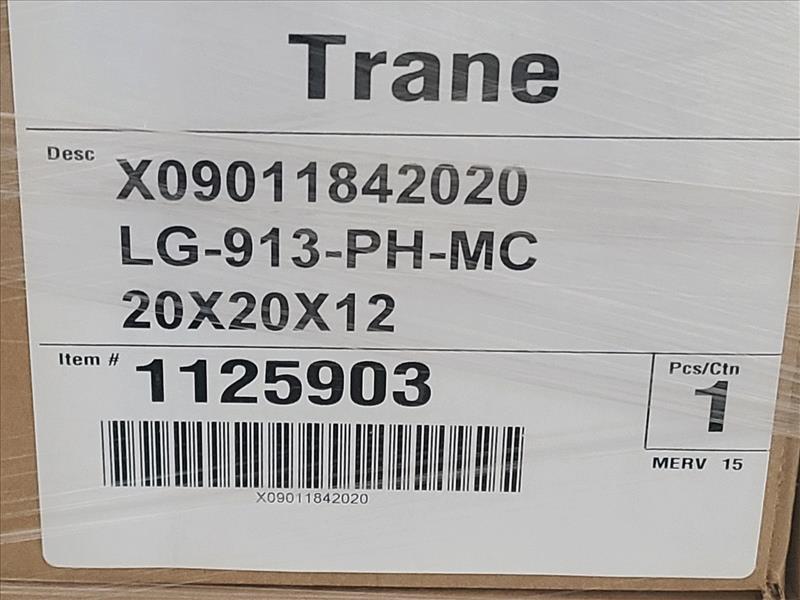 Trane
Desc X09011842020
LG-913-PH-MC
20X20X12
Item # 1125903
Pcs/Ctn
1
MERV 15
X09011842020